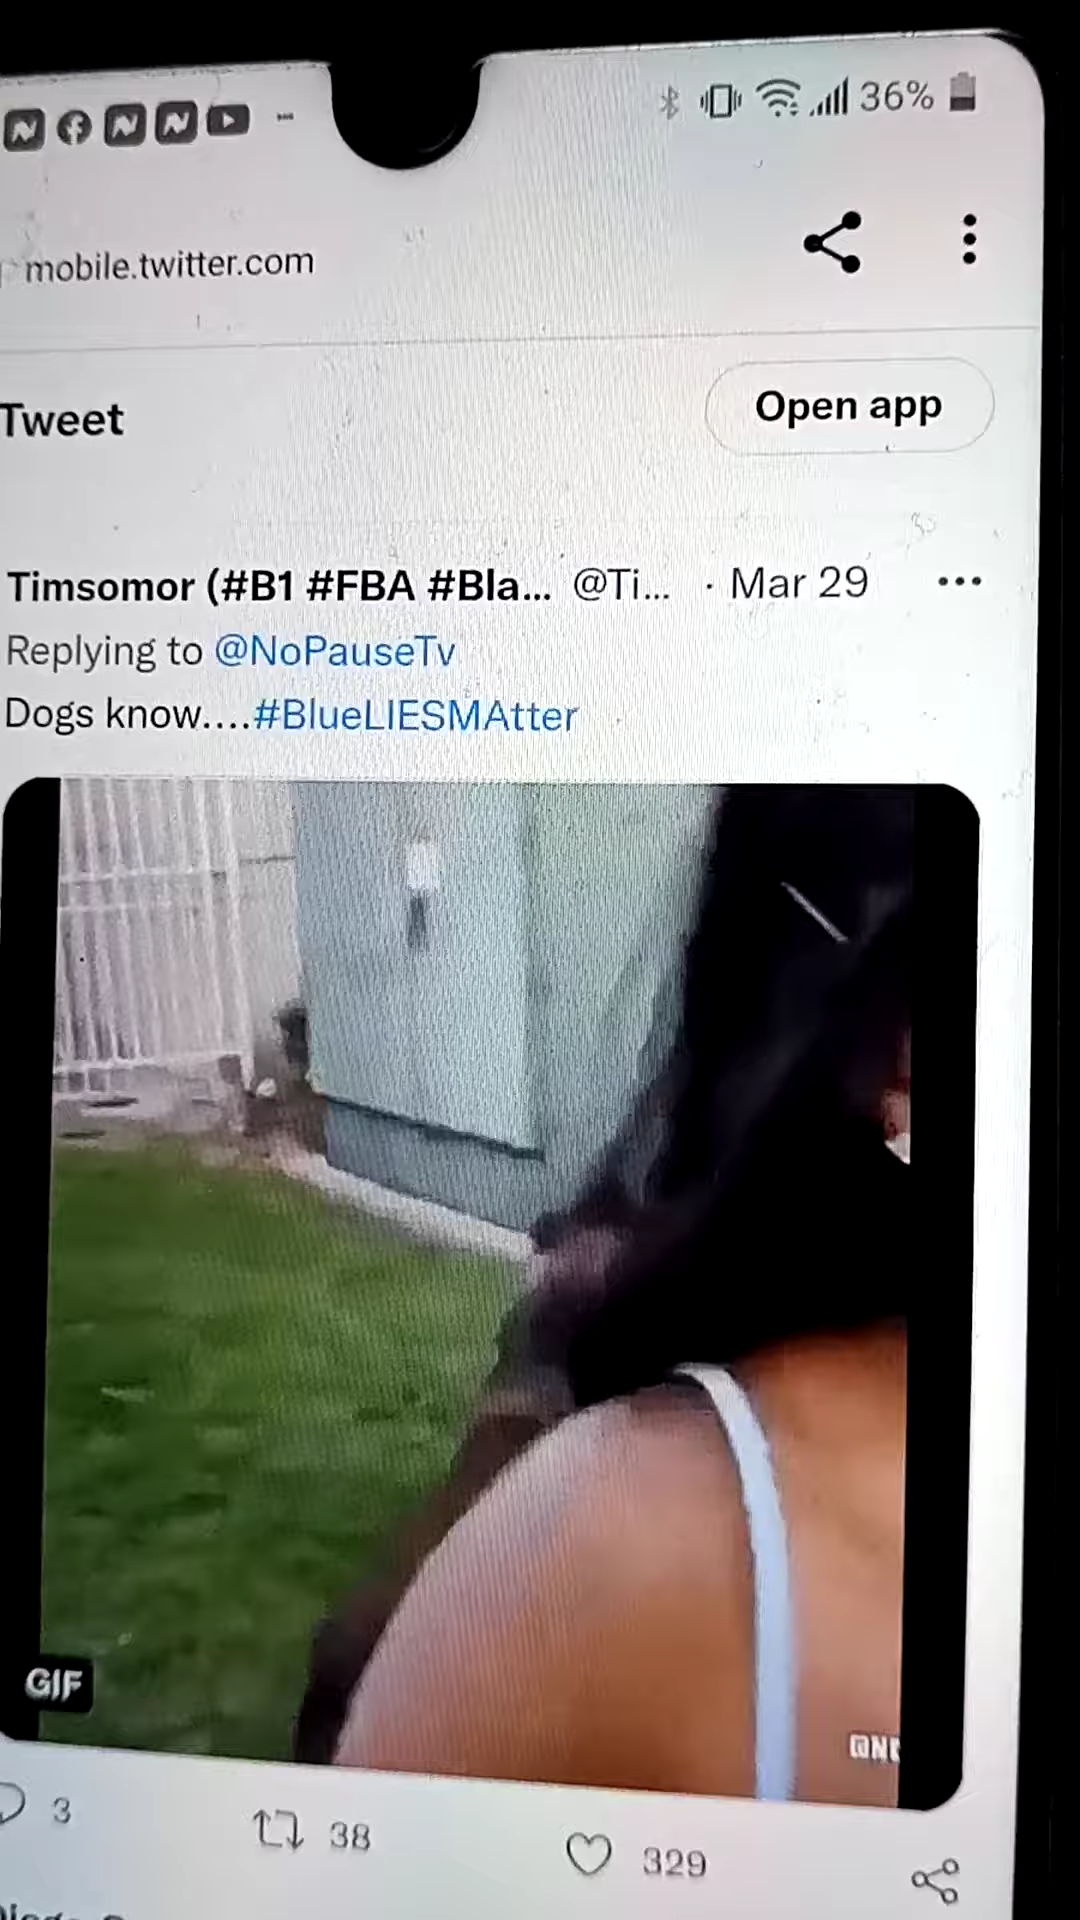 36%
mobile.twitter.com
Tweet
Open app
Timsomor (#B1 #FBA #Bla... @Ti... · Mar 29
Replying to @NoPauseTv
Dogs know....#BlueLIESMAtter
GIF
3
38
329